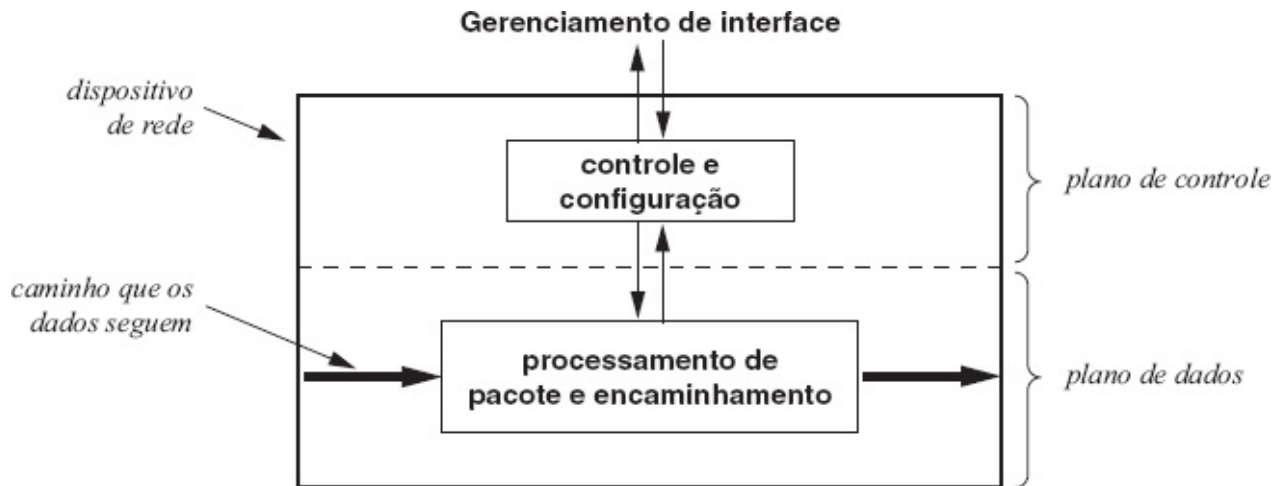 Gerenciamento de interface
dispositivo
de rede
controle e
configuração
plano de controle
caminho que os
dados seguem
processamento de
pacote e encaminhamento
plano de dados